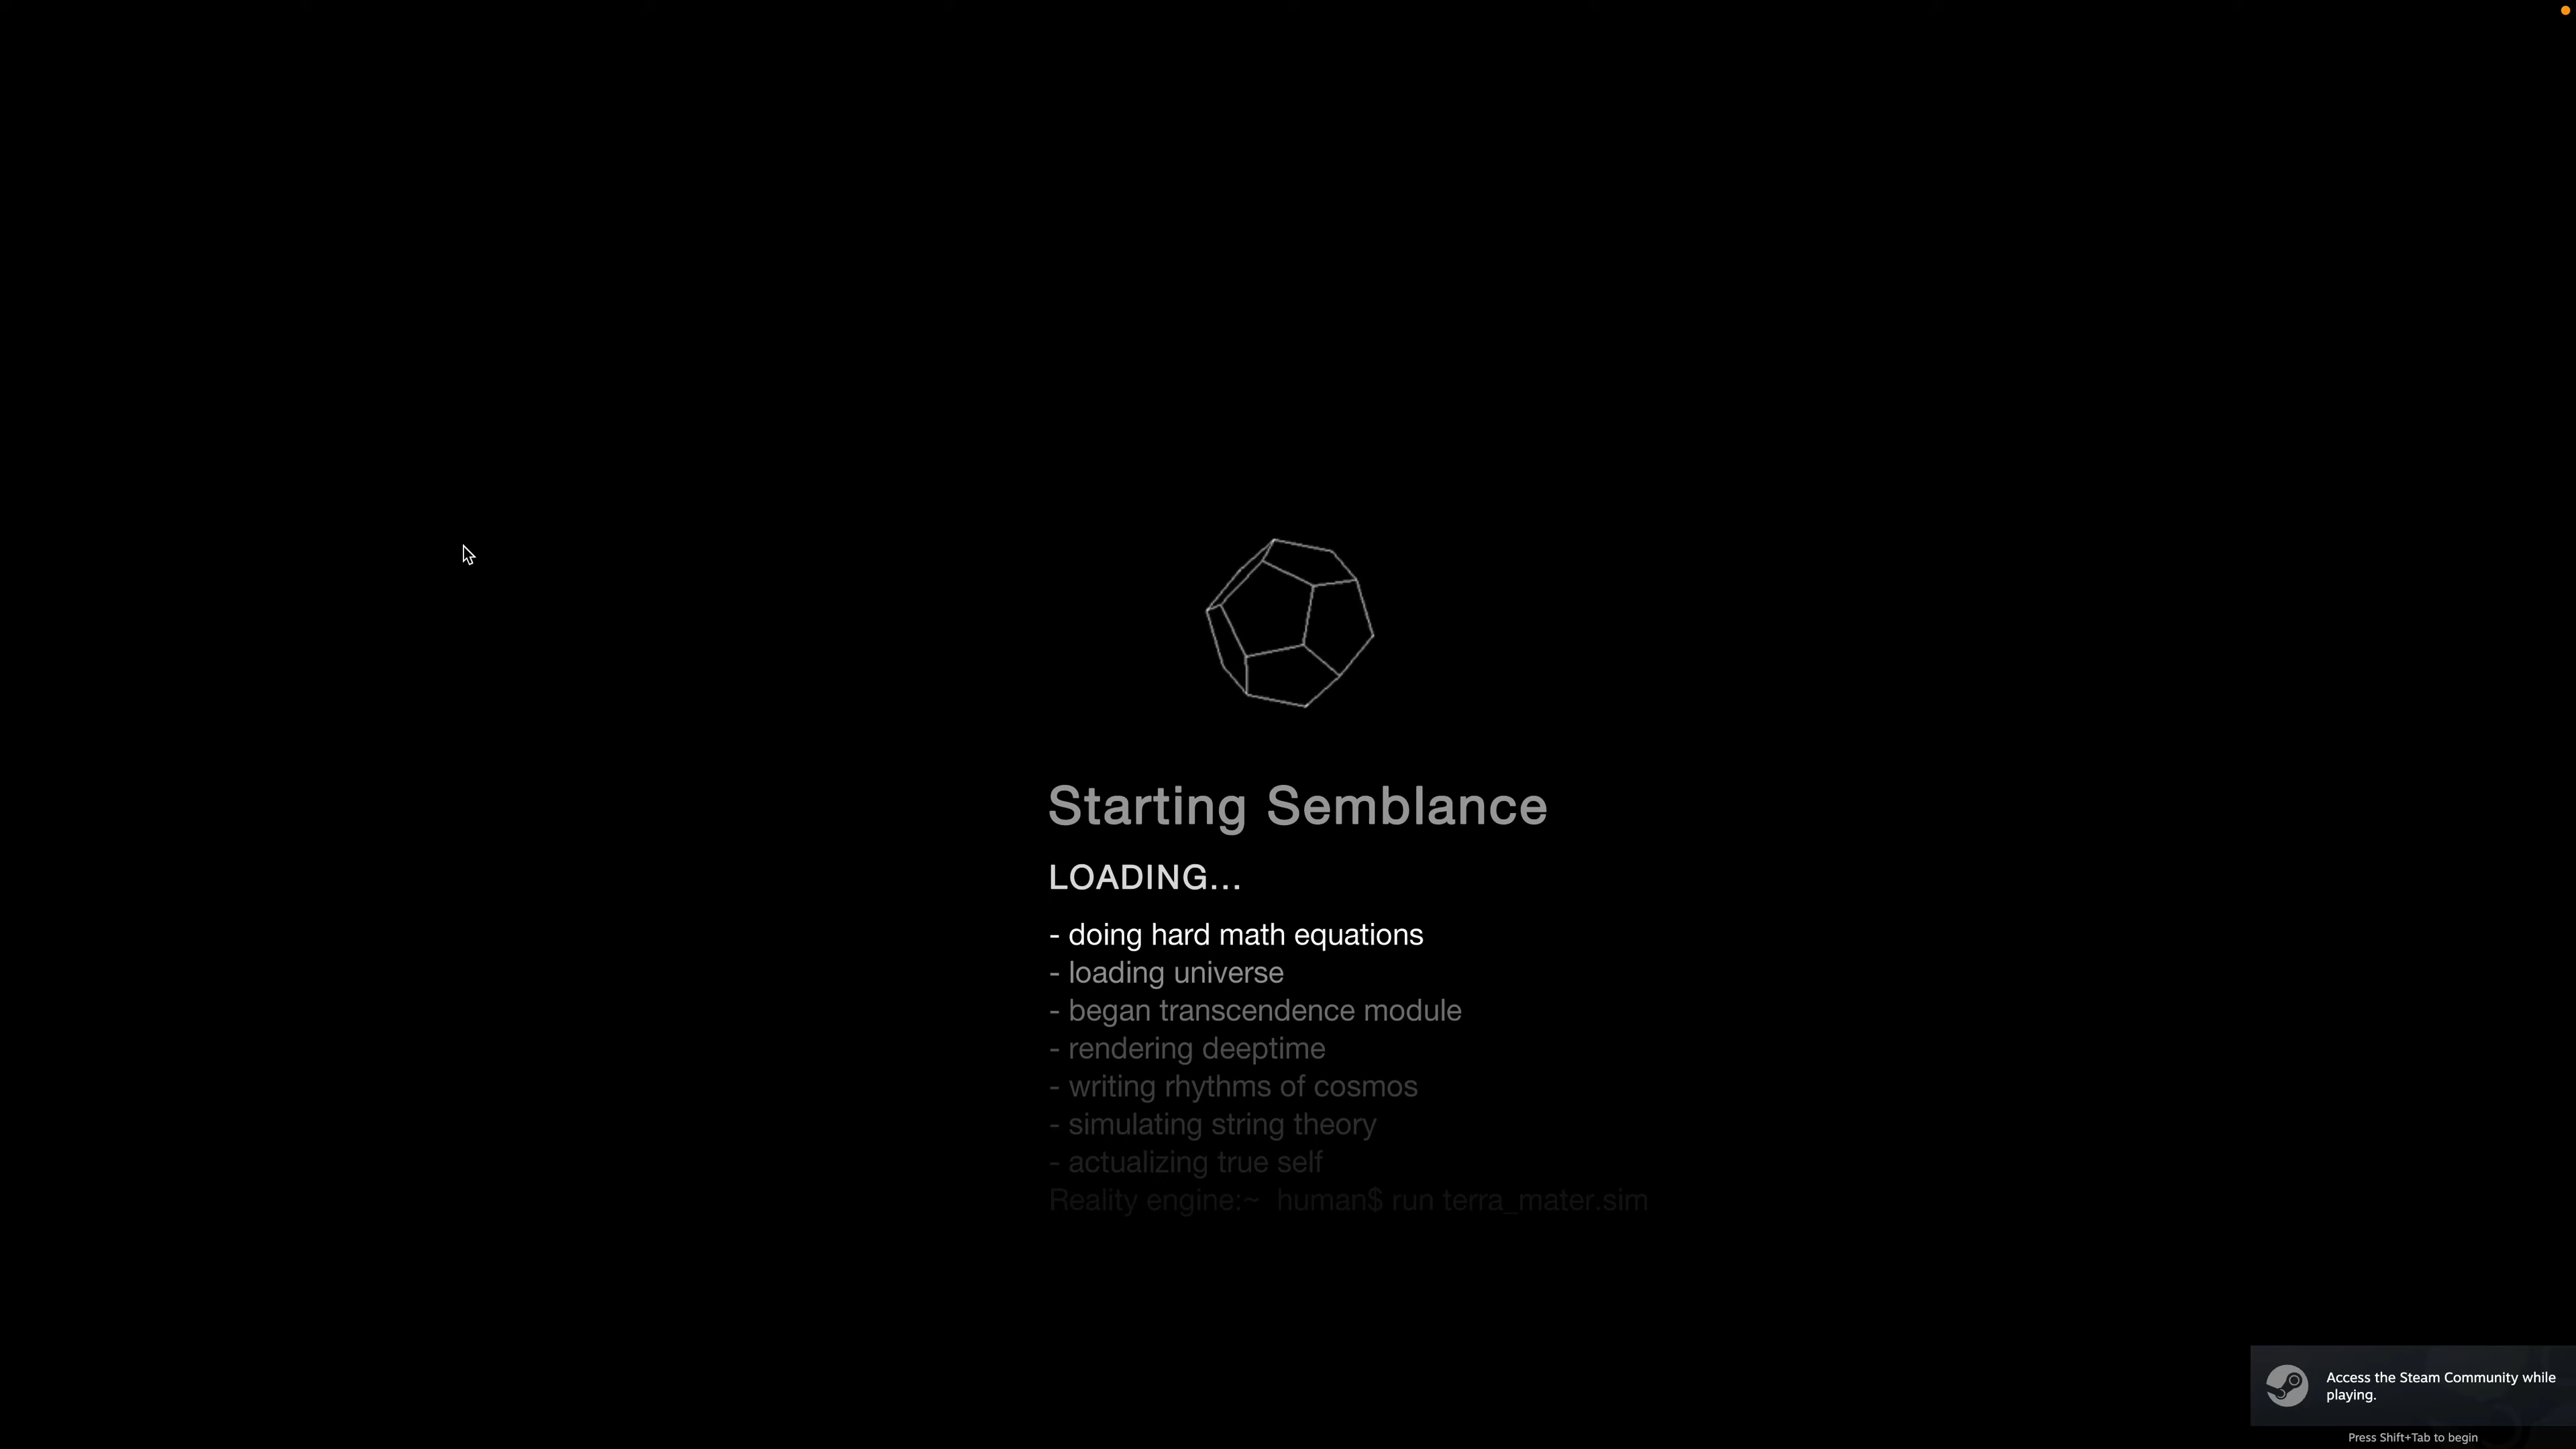 Starting Semblance
LOADING...
- doing hard math equations
- loading universe
- began transcendence module
- rendering deeptime
- writing rhythms of cosmos
- simulating string theory
- actualizing true self
Reality engine:~ human$ run terra_mater.sim
Access the Steam Community while
playing.
Press Shift+Tab to begin